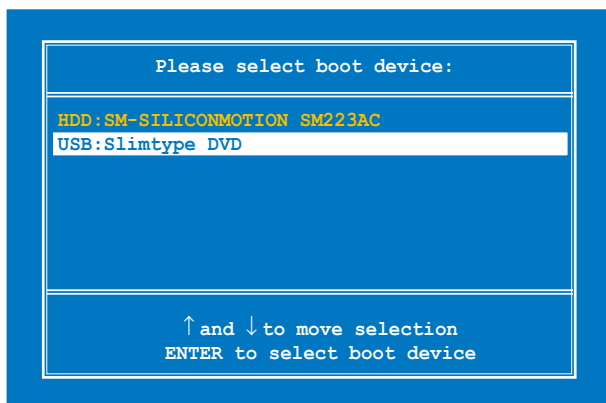 Please select boot device:
HDD:SM-SILICONMOTION SM223AC
USB:Slimtype DVD
↑and ↓to move selection
ENTER to select boot device